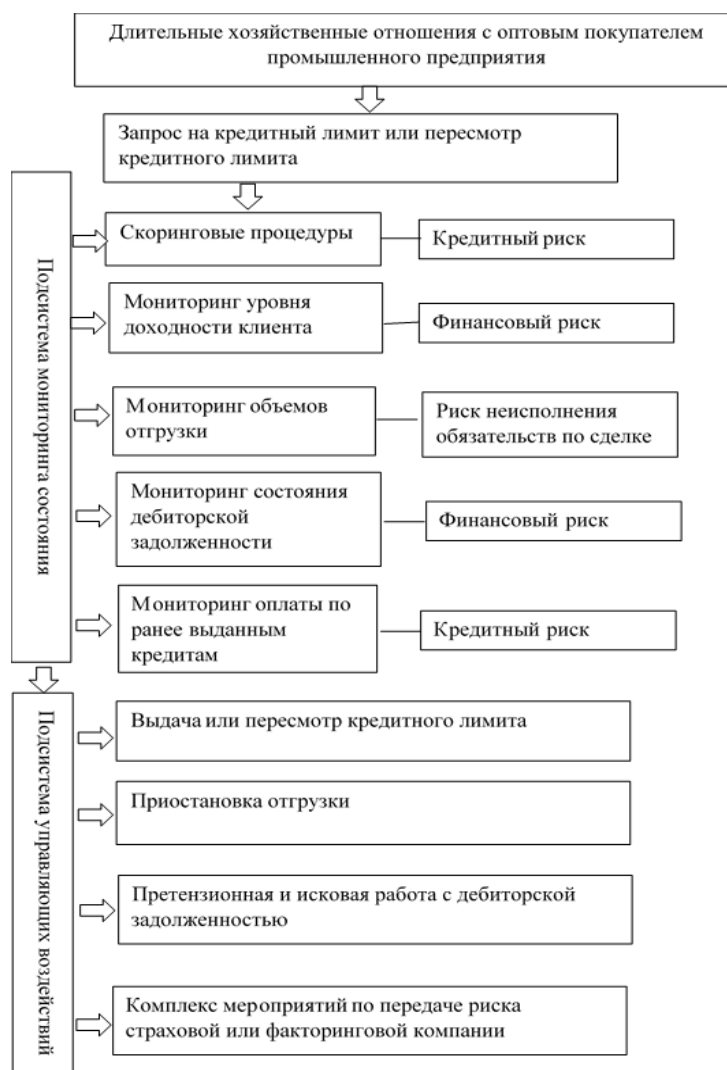 Длительные хозяйственные отношения с оптовым покупателем
промышленного предприятия
Запрос на кредитный лимит или пересмотр
кредитного лимита
Подсистема мониторинга состояния
Скоринговые процедуры
Кредитный риск
Мониторинг уровня
доходности клиента
Финансовый риск
Мониторинг объемов
отгрузки
Риск неисполнения
обязательств по сделке
Мониторинг состояния
дебиторской
задолженности
Финансовый риск
Мониторинг оплаты по
ранее выданным
кредитам
Кредитный риск
Подсистема управляющих воздействий
Выдача или пересмотр кредитного лимита
Приостановка отгрузки
Претензионная и исковая работа с дебиторской
задолженностью
Комплекс мероприятий по передаче риска
страховой или факторинговой компании